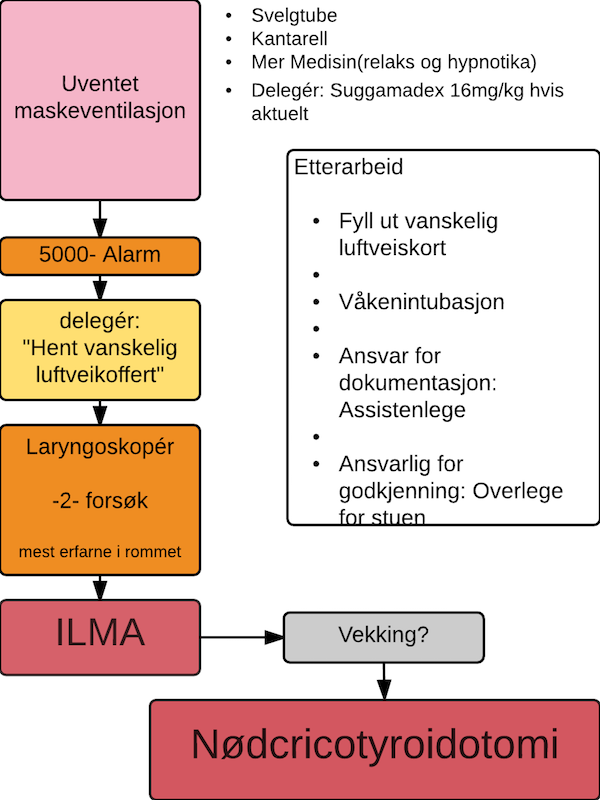 Uventet
maskeventilasjon
• Svelgtube
• Kantarell
• Mer Medisin(relaks og hypnotika)
• Delegér: Suggamadex 16mg/kg hvis
aktuelt
5000- Alarm
delegér:
"Hent vanskelig
luftveikoffert"
Laryngoskopér
-2- forsøk
mest erfarne i rommet
ILMA
Vekking?
Nødcricotyroidotomi
Etterarbeid
• Fyll ut vanskelig
luftveiskort
•
• Våkenintubasjon
•
• Ansvar for
dokumentasjon:
Assistenlege
•
• Ansvarlig for
godkjenning: Overlege
for stuen